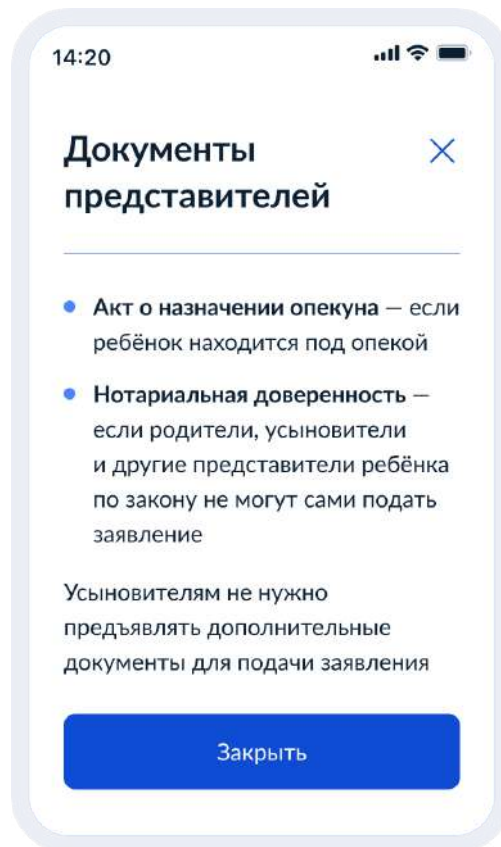 14:20
Документы
представителей
Акт о назначении опекуна — если
ребёнок находится под опекой
Нотариальная доверенность —
если родители, усыновители
и другие представители ребёнка
по закону не могут сами подать
заявление
Усыновителям не нужно
предъявлять дополнительные
документы для подачи заявления
Закрыть